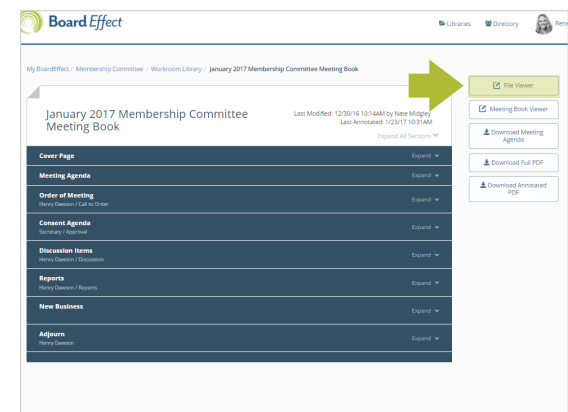 Board Effect
Libraries Directory Rene
My BoardEffect / Membership Committee / Workroom Library / January 2017 Membership Committee Meeting Book
File Viewer
January 2017 Membership Committee
Meeting Book
Last Modified: 12/30/16 10:14AM by Nate Midgley
Last Annotated: 1/23/17 10:31AM
Expand All Sections
Meeting Book Viewer
Download Meeting
Agenda
Download Full PDF
Download Annotated
PDF
Cover Page Expand
Meeting Agenda Expand
Order of Meeting
Henry Dawson / Call to Order
Expand
Consent Agenda
Secretary / Approval
Expand
Discussion Items
Henry Dawson / Discussion
Expand
Reports
Henry Dawson / Reports
Expand
New Business
Expand
Adjourn
Henry Dawson
Expand